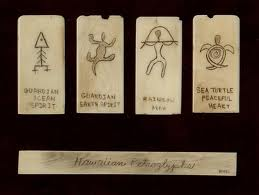 GUARDIAN
OCEAN
SPIRIT
GUARDIAN
EARTH SPIRIT
RAINBOW
MAN
SEA TURTLE
PEACEFUL
HEART
Hawaiian Petroglyphs